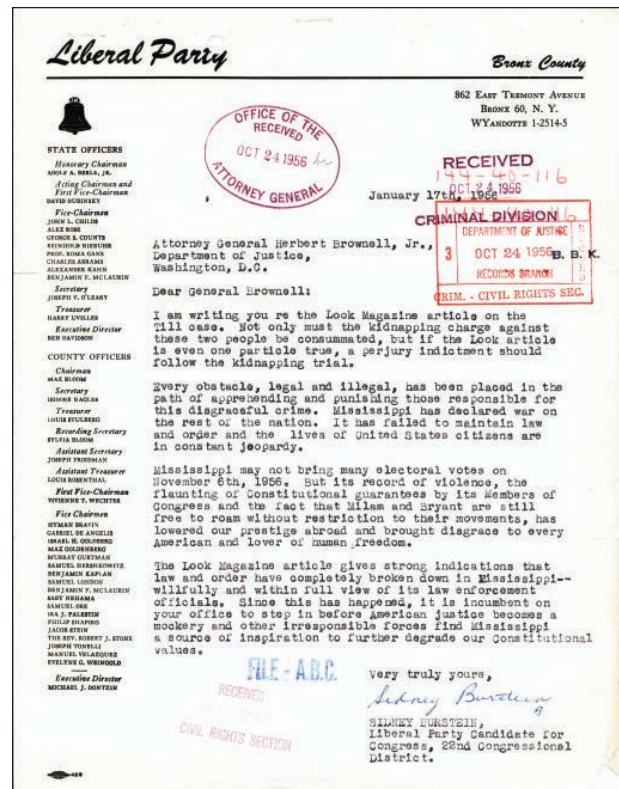 Liberal Party
Bronx County
862 EAST TREMONT AVENUE
BRONX 60, N. Y.
WYANDOTTE 1-2514-5
STATE OFFICERS
Honorary Chairman
ADOLF A. BERLE, JR.
Acting Chairman and
First Vice-Chairman
DAVID DUBINSKY
Vice-Chairmen
JOHN L. CHILDS
ALEX ROSE
GEORGE S. COUNTS
REINHOLD NIEBUHR
PROF. ROMA GANS
CHARLES ABRAMS
ALEXANDER KAHN
BENJAMIN F. MCLAURIN
Secretary
JOSEPH V. O'LEARY
Treasurer
HARRY UVILLER
Executive Director
BEN DAVIDSON
COUNTY OFFICERS
Chairman
MAX BLOOM
Secretary
ISIDORE NAGLER
Treasurer
LOUIS STULBERG
Recording Secretary
SYLVIA BLOOM
Assistant Secretary
JOSEPH FRIEDMAN
Assistant Treasurer
LOUIS ROSENTHAL
First Vice-Chairman
VIVIENNE T. WECHTER
Vice Chairmen
HYMAN BRAVIN
GABRIEL DE ANGELIS
ISRAEL H. GOLDBERG
MAX GOLDENBERG
MURRAY GURTMAN
SAMUEL HERSHKOWITZ
BENJAMIN KAPLAN
SAMUEL LONDON
BENJAMIN F. MCLAURIN
SABY NEHAMA
SAMUEL ORR
IRA J. PALESTIN
PHILIP SHAPIRO
JACOB STEIN
THE REV. ROBERT J. STONE
JOSEPH TONELLI
MANUEL VELAZQUEZ
EVELYNE G. WEINGOLD
Executive Director
MICHAEL J. DONTZIN
OFFICE OF THE
RECEIVED
OCT 24 1956
ATTORNEY GENERAL
RECEIVED
144-40-116
OCT 24 1956
CRIMINAL DIVISION
DEPARTMENT OF JUSTICE
3 OCT 24 1956
RECORDS BRANCH
CRIM. - CIVIL RIGHTS SEC.
B. B. K.
January 17th, 1956
Attorney General Herbert Brownell, Jr.,
Department of Justice,
Washington, D.C.
Dear General Brownell:
I am writing you re the Look Magazine article on the
Till case. Not only must the kidnapping charge against
these two people be consummated, but if the Look article
is even one particle true, a perjury indictment should
follow the kidnapping trial.
Every obstacle, legal and illegal, has been placed in the
path of apprehending and punishing those responsible for
this disgraceful crime. Mississippi has declared war on
the rest of the nation. It has failed to maintain law
and order and the lives of United States citizens are
in constant jeopardy.
Mississippi may not bring many electoral votes on
November 6th, 1956. But its record of violence, the
flaunting of Constitutional guarantees by its Members of
Congress and the fact that Milam and Bryant are still
free to roam without restriction to their movements, has
lowered our prestige abroad and brought disgrace to every
American and lover of human freedom.
The Look Magazine article gives strong indications that
law and order have completely broken down in Mississippi--
willfully and within full view of its law enforcement
officials. Since this has happened, it is incumbent on
your office to step in before American justice becomes a
mockery and other irresponsible forces find Mississippi
a source of inspiration to further degrade our Constitutional
values.
FILE - A.B.C.
RECEIVED
CIVIL RIGHTS SECTION
Very truly yours,
Sidney Burstein
SIDNEY BURSTEIN,
Liberal Party Candidate for
Congress, 22nd Congressional
District.